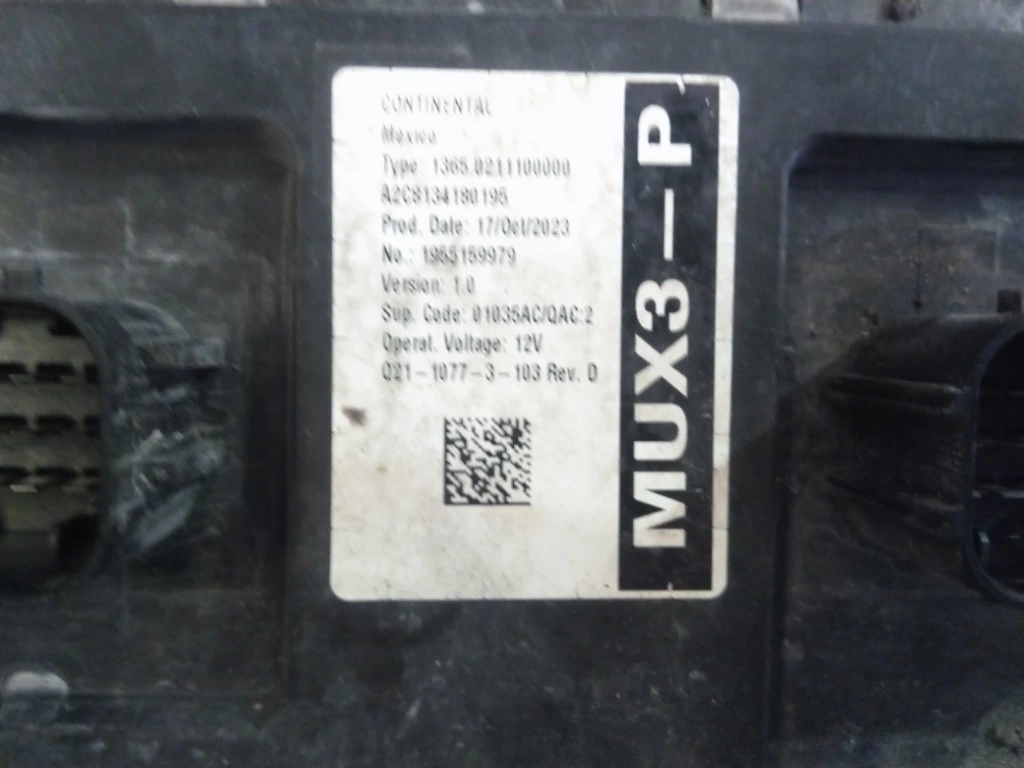 CONTINENTAL
Mexico
Type: 1365.0211100000
A2C8134180195
Prod. Date: 17/Oct/2023
No.: 1955159979
Version: 1.0
Sup. Code: 01035AC/QAC:2
Operat. Voltage: 12V
Q21-1077-3-103 Rev. D
MUX3-P